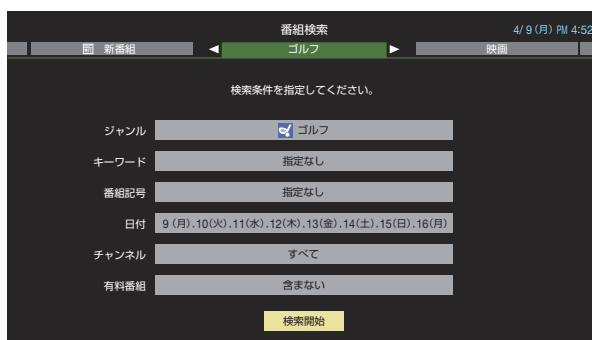 番組検索
4/ 9 (月) PM 4:52
新番組 ◀ ゴルフ ▶ 映画
検索条件を指定してください。
ジャンル ゴルフ
キーワード 指定なし
番組記号 指定なし
日付 9 (月).10(火).11(水).12(木).13(金).14(土).15(日).16(月)
チャンネル すべて
有料番組 含まない
検索開始